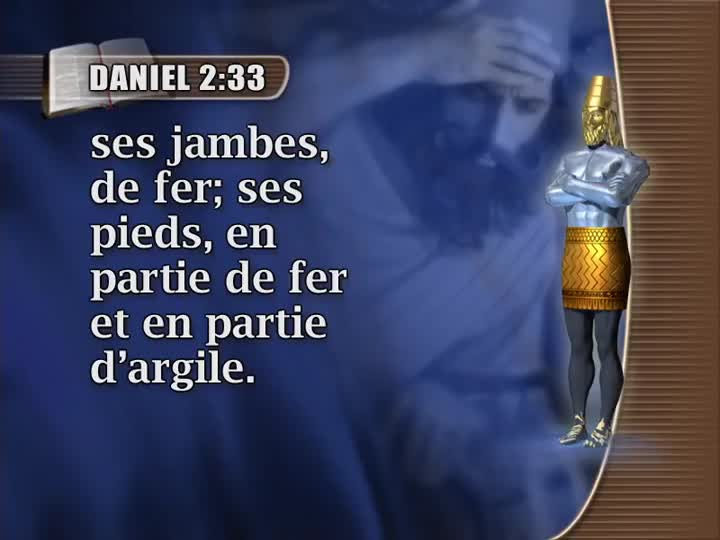 DANIEL 2:33
ses jambes,
de fer; ses
pieds, en
partie de fer
et en partie
d’argile.